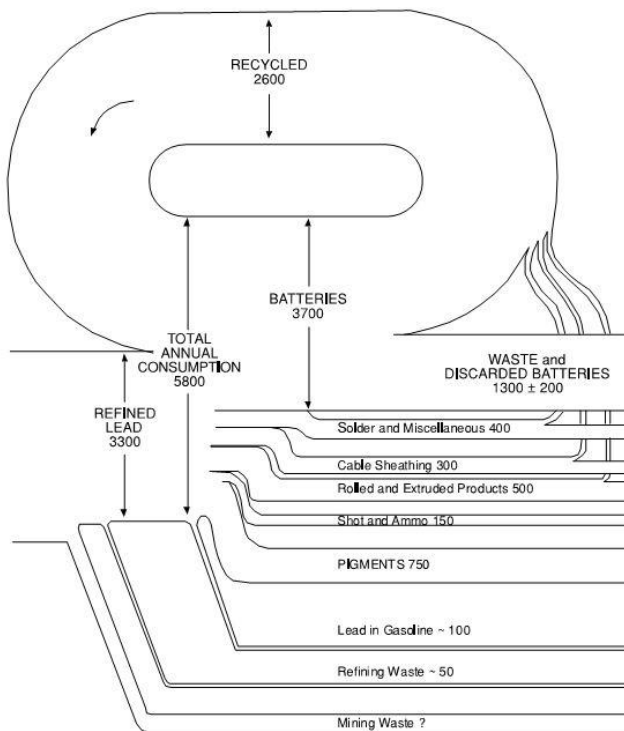 RECYCLED
2600
BATTERIES
3700
TOTAL
ANNUAL
CONSUMPTION
5800
WASTE and
DISCARDED BATTERIES
1300 ± 200
REFINED
LEAD
3300
Solder and Miscellaneous 400
Cable Sheathing 300
Rolled and Extruded Products 500
Shot and Ammo 150
PIGMENTS 750
Lead in Gasoline ~ 100
Refining Waste ~ 50
Mining Waste ?